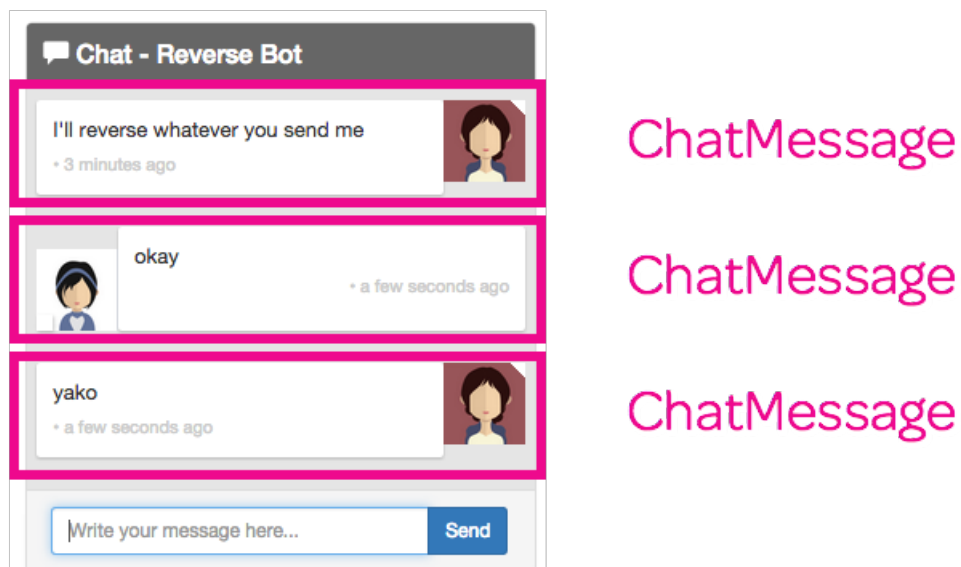 Chat - Reverse Bot
I'll reverse whatever you send me
• 3 minutes ago
ChatMessage
okay
• a few seconds ago
ChatMessage
yako
• a few seconds ago
ChatMessage
Write your message here...
Send